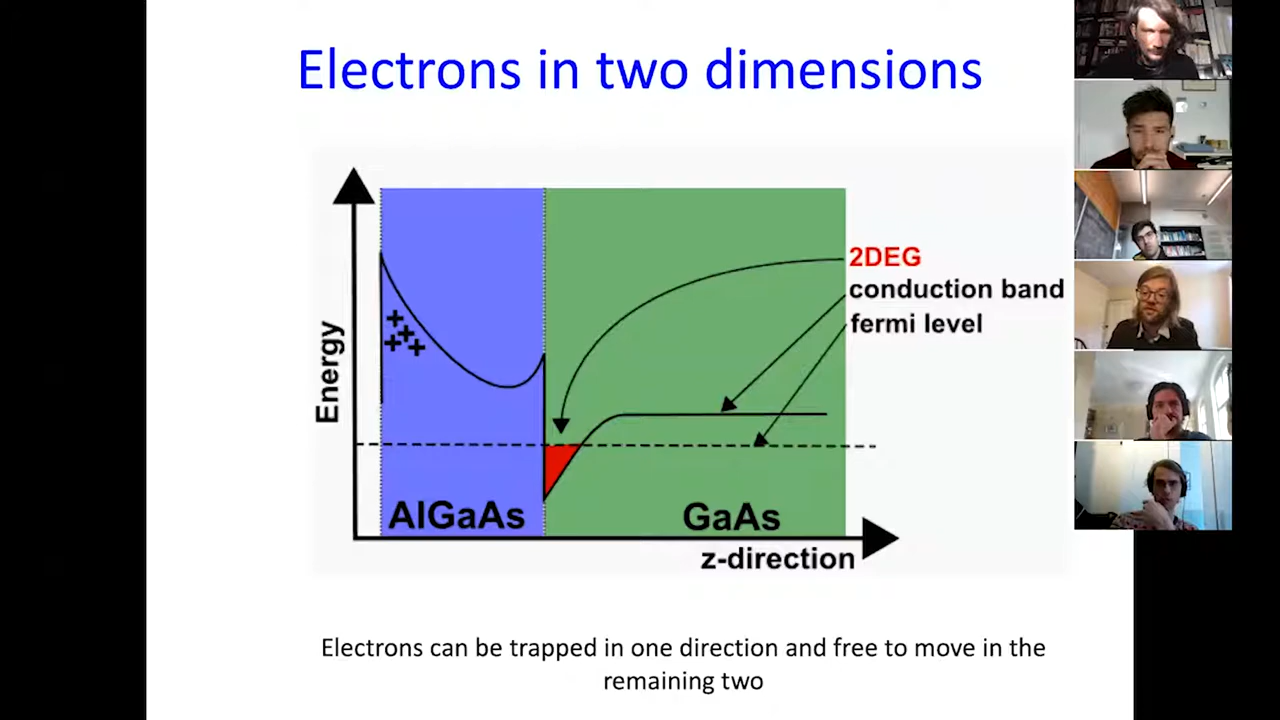 Electrons in two dimensions
2DEG
conduction band
fermi level
Energy
AlGaAs
GaAs
z-direction
Electrons can be trapped in one direction and free to move in the
remaining two